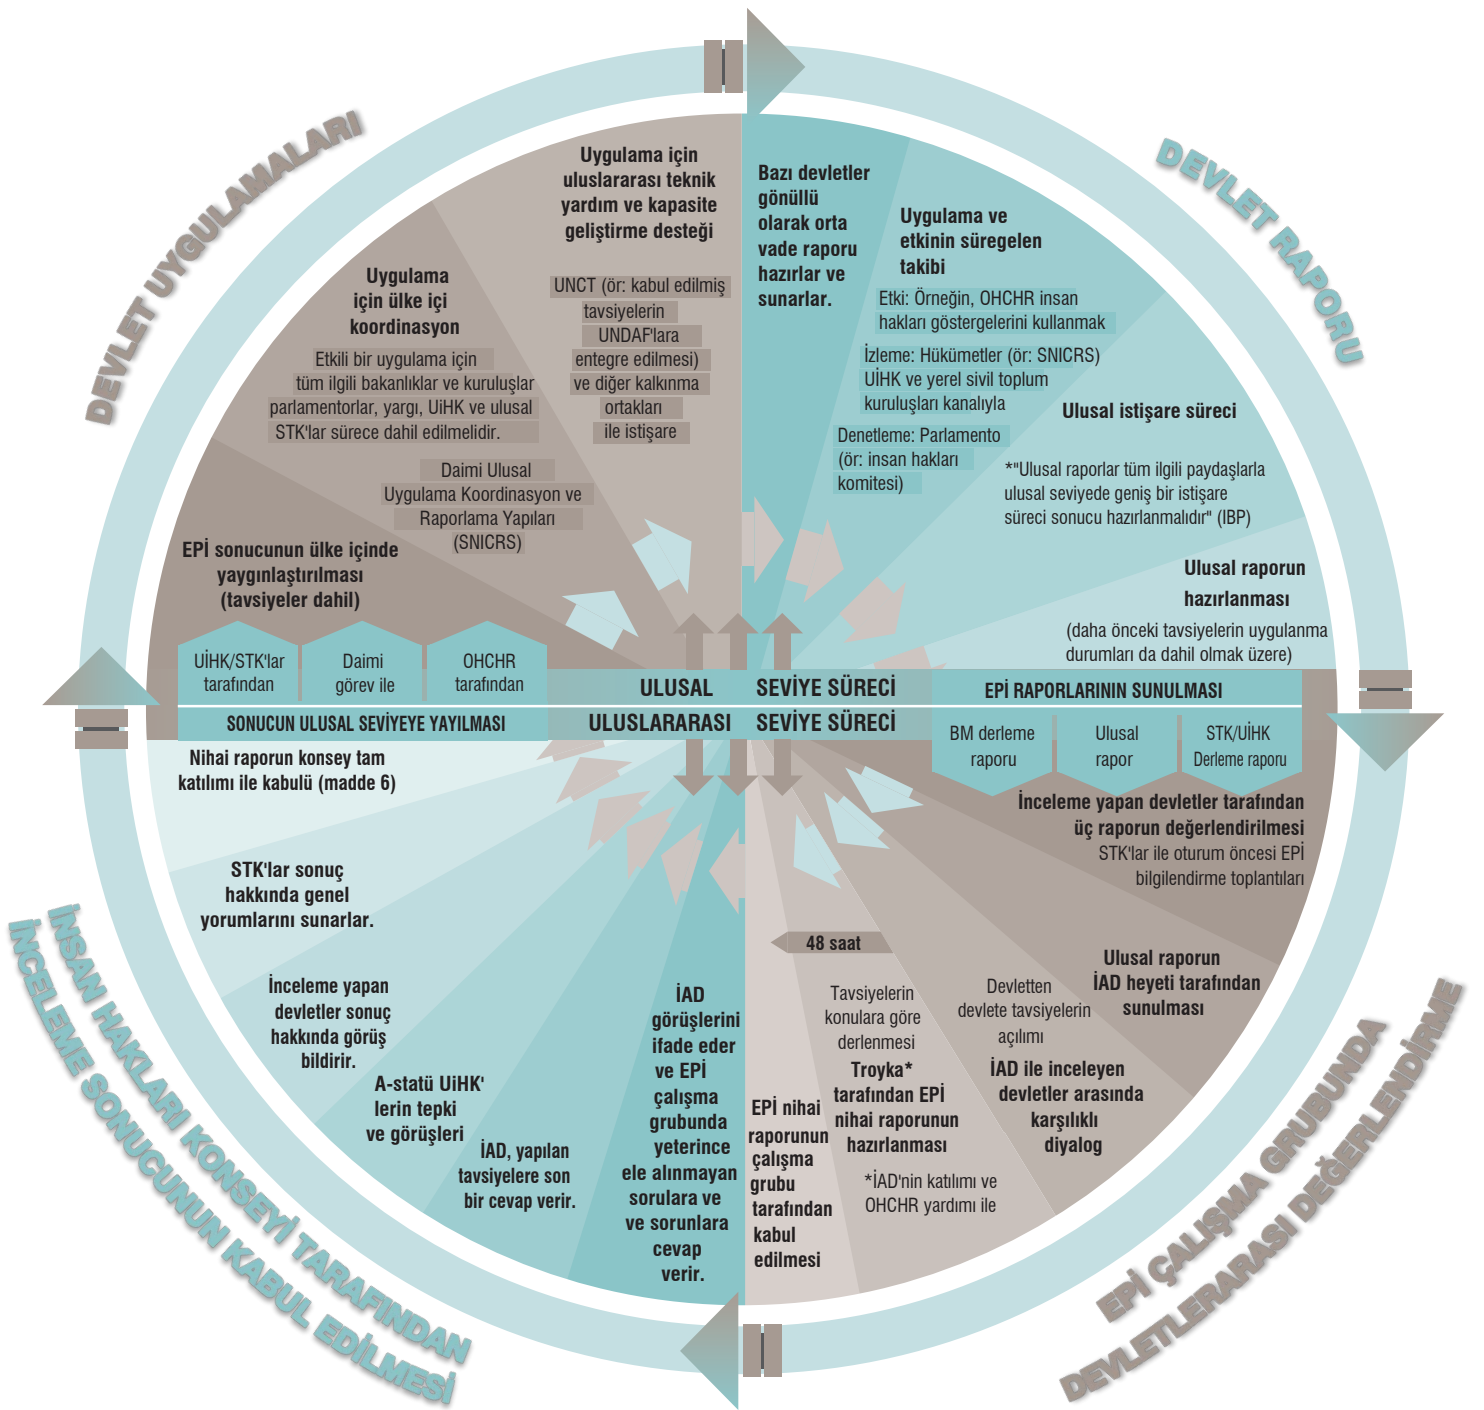 DEVLET UYGULAMALARI
DEVLET RAPORU
Uygulama için
uluslararası teknik
yardım ve kapasite
geliştirme desteği
UNCT (ör: kabul edilmiş
tavsiyelerin
UNDAF'lara
entegre edilmesi)
ve diğer kalkınma
ortakları
ile istişare
Uygulama
için ülke içi
koordinasyon
Etkili bir uygulama için
tüm ilgili bakanlıklar ve kuruluşlar
parlamentorlar, yargı, UiHK ve ulusal
STK'lar sürece dahil edilmelidir.
Daimi Ulusal
Uygulama Koordinasyon ve
Raporlama Yapıları
(SNICRS)
EPİ sonucunun ülke içinde
yaygınlaştırılması
(tavsiyeler dahil)
UİHK/STK'lar
tarafından
Daimi
görev ile
OHCHR
tarafından
Bazı devletler
gönüllü
olarak orta
vade raporu
hazırlar ve
sunarlar.
Uygulama ve
etkinin süregelen
takibi
Etki: Örneğin, OHCHR insan
hakları göstergelerini kullanmak
İzleme: Hükümetler (ör: SNICRS)
UİHK ve yerel sivil toplum
kuruluşları kanalıyla
Denetleme: Parlamento
(ör: insan hakları
komitesi)
Ulusal istişare süreci
*"Ulusal raporlar tüm ilgili paydaşlarla
ulusal seviyede geniş bir istişare
süreci sonucu hazırlanmalıdır" (IBP)
Ulusal raporun
hazırlanması
(daha önceki tavsiyelerin uygulanma
durumları da dahil olmak üzere)
ULUSAL SEVİYE SÜRECİ
EPİ RAPORLARININ SUNULMASI
SONUCUN ULUSAL SEVİYEYE YAYILMASI
ULUSLARARASI SEVİYE SÜRECİ
BM derleme
raporu
Ulusal
rapor
STK/UİHK
Derleme raporu
İnceleme yapan devletler tarafından
üç raporun değerlendirilmesi
STK'lar ile oturum öncesi EPİ
bilgilendirme toplantıları
Ulusal raporun
İAD heyeti tarafından
sunulması
Devletten
devlete tavsiyelerin
açılımı
İAD ile inceleyen
devletler arasında
karşılıklı
diyalog
48 saat
Tavsiyelerin
konulara göre
derlenmesi
Troyka*
tarafından EPİ
nihai raporunun
hazırlanması
*İAD'nin katılımı ve
OHCHR yardımı ile
EPİ nihai
raporunun
çalışma
grubu
tarafından
kabul
edilmesi
İAD
görüşlerini
ifade eder
ve EPİ
çalışma
grubunda
yeterince
ele alınmayan
sorulara ve
ve sorunlara
cevap
verir.
İAD, yapılan
tavsiyelere son
bir cevap verir.
A-statü UiHK'
lerin tepki
ve görüşleri
İnceleme yapan
devletler sonuç
hakkında görüş
bildirir.
STK'lar sonuç
hakkında genel
yorumlarını sunarlar.
Nihai raporun konsey tam
katılımı ile kabulü (madde 6)
EPİ ÇALIŞMA GRUBUNDA
DEVLETLERARASI DEĞERLENDİRME
İNSAN HAKLARI KONSEYİ TARAFINDAN
İNCELEME SONUCUNUN KABUL EDİLMESİ